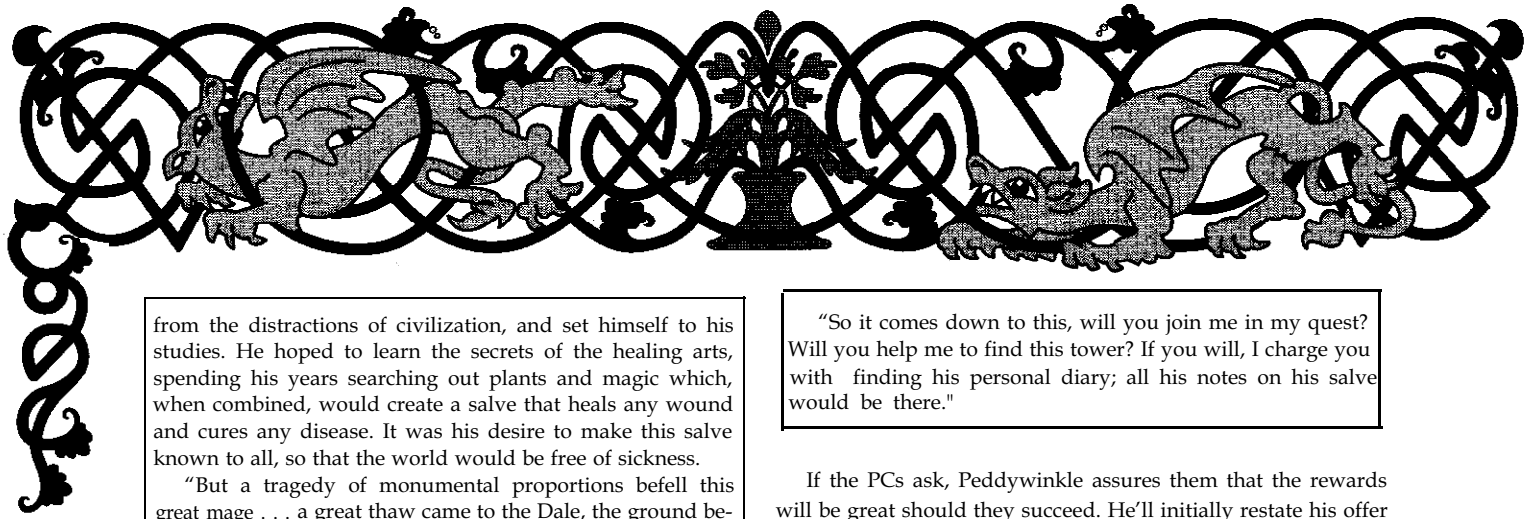 from the distractions of civilization, and set himself to his
studies. He hoped to learn the secrets of the healing arts,
spending his years searching out plants and magic which,
when combined, would create a salve that heals any wound
and cures any disease. It was his desire to make this salve
known to all, so that the world would be free of sickness.
“But a tragedy of monumental proportions befell this
great mage . . . a great thaw came to the Dale, the ground be-
“So it comes down to this, will you join me in my quest?
Will you help me to find this tower? If you will, I charge you
with finding his personal diary; all his notes on his salve
would be there."
If the PCs ask, Peddywinkle assures them that the rewards
will be great should they succeed. He’ll initially restate his offer